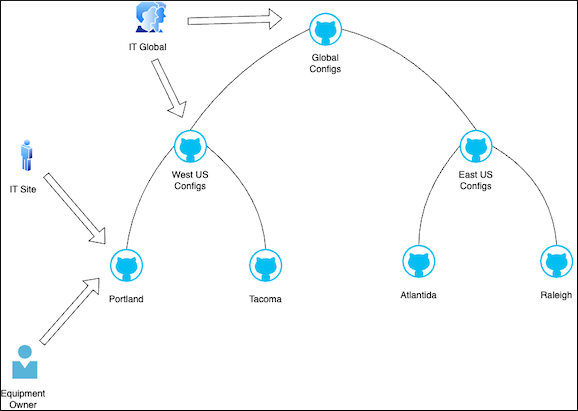 IT Global
Global
Configs
West US
Configs
East US
Configs
IT Site
Portland
Tacoma
Atlantida
Raleigh
Equipment
Owner